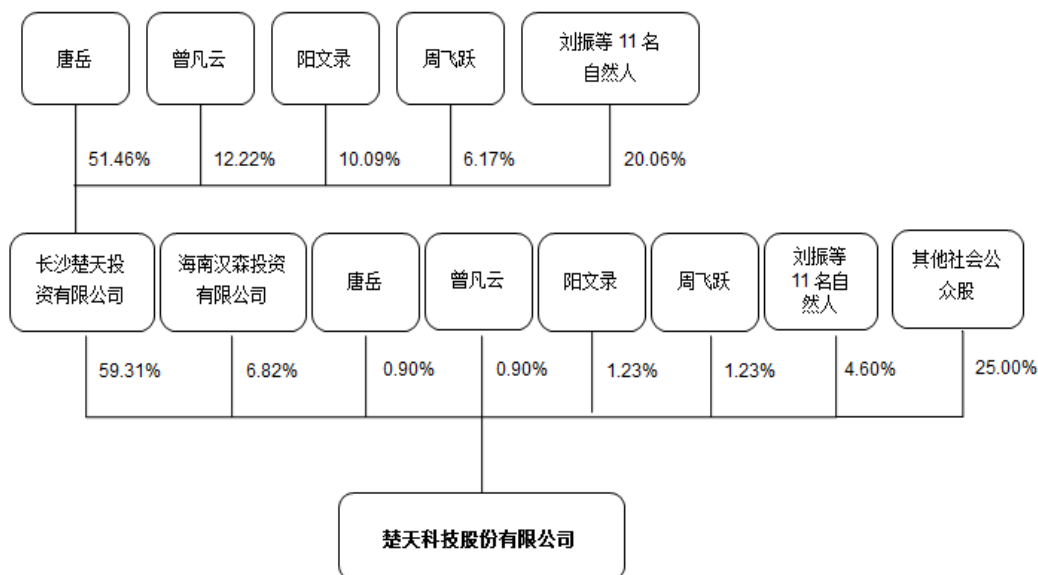 唐岳
曾凡云
阳文录
周飞跃
刘振等 11 名
自然人
51.46%
12.22%
10.09%
6.17%
20.06%
长沙楚天投
资有限公司
海南汉森投资
有限公司
唐岳
曾凡云
阳文录
周飞跃
刘振等
11 名自
然人
其他社会公
众股
59.31%
6.82%
0.90%
0.90%
1.23%
1.23%
4.60%
25.00%
楚天科技股份有限公司